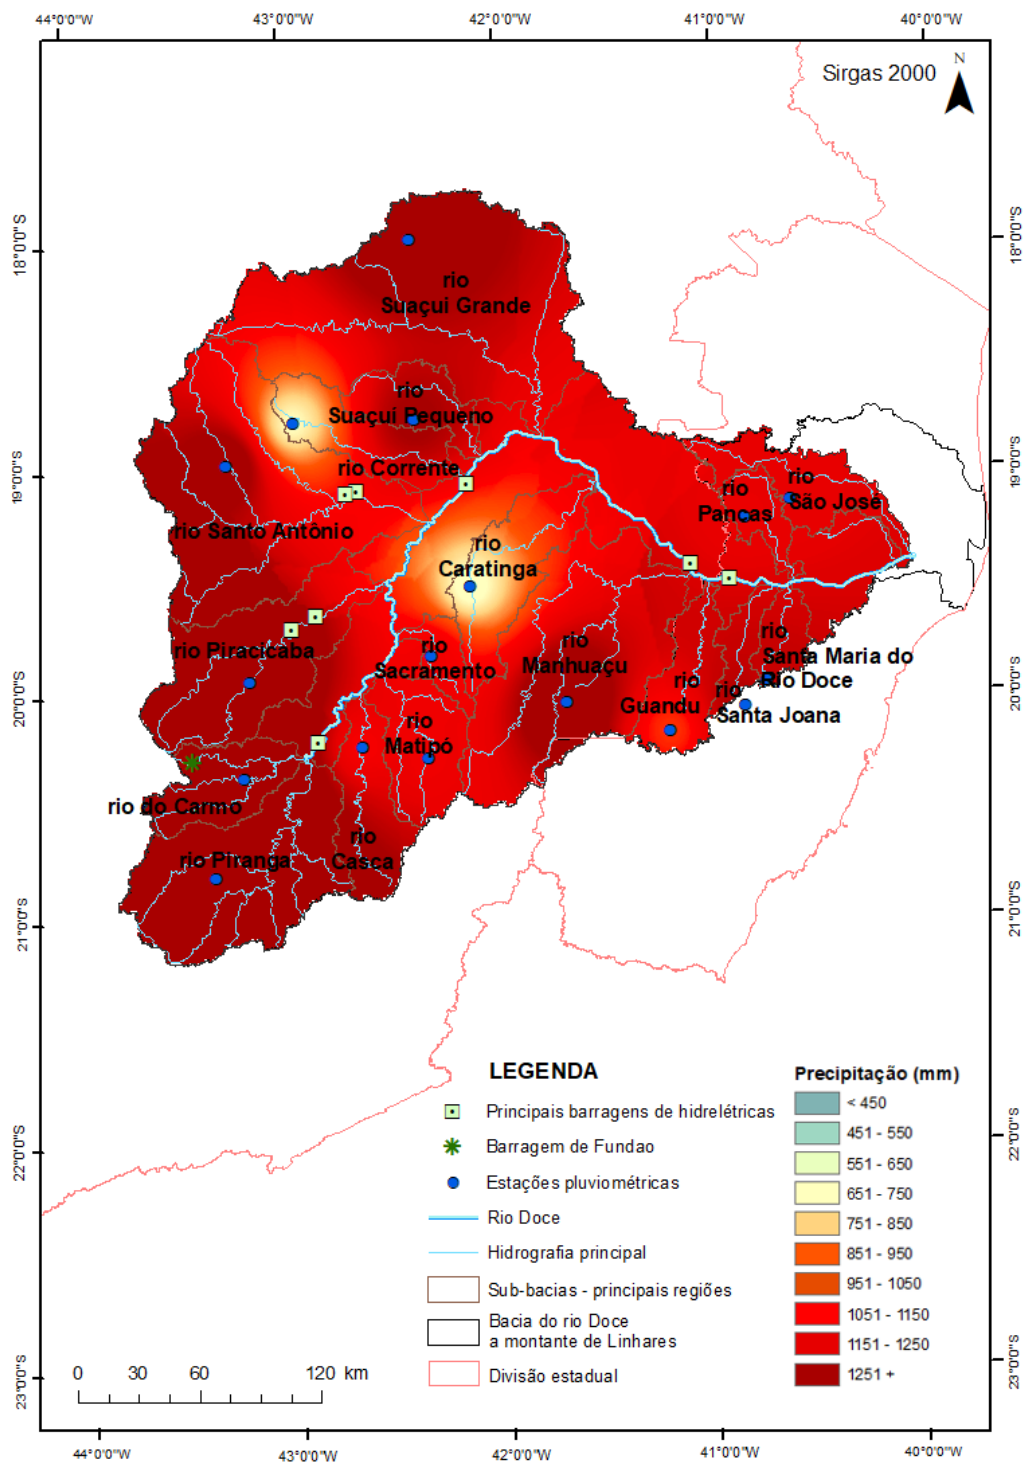 44°0'0"W 43°0'0"W 42°0'0"W 41°0'0"W 40°0'0"W
Sirgas 2000
N
18°0'0"S 18°0'0"S
rio
Suaçui Grande
rio
Suaçuí Pequeno
rio Corrente
19°0'0"S 19°0'0"S
rio
Pancas
rio
São José
rio Santo Antônio
rio
Caratinga
rio Piracicaba
rio
Sacramento
rio
Manhuaçu
rio
Santa Maria do
Rio Doce
rio
Guandu
rio
Santa Joana
20°0'0"S 20°0'0"S
rio
Matipó
rio do Carmo
rio
Casca
rio Piranga
21°0'0"S 21°0'0"S
LEGENDA
Principais barragens de hidrelétricas
Barragem de Fundao
Estações pluviométricas
Rio Doce
Hidrografia principal
Sub-bacias - principais regiões
Bacia do rio Doce
a montante de Linhares
Divisão estadual
Precipitação (mm)
< 450
451 - 550
551 - 650
651 - 750
751 - 850
851 - 950
951 - 1050
1051 - 1150
1151 - 1250
1251 +
22°0'0"S 22°0'0"S
0 30 60 120 km
23°0'0"S 23°0'0"S
44°0'0"W 43°0'0"W 42°0'0"W 41°0'0"W 40°0'0"W